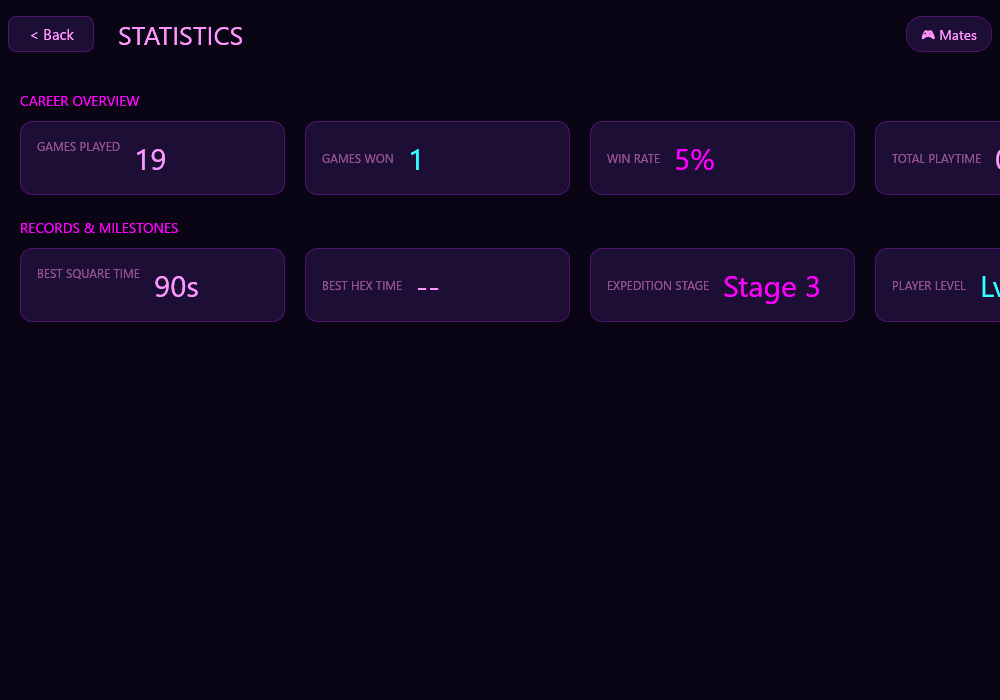 < Back
STATISTICS
🎮 Mates
CAREER OVERVIEW
GAMES PLAYED 19
GAMES WON 1
WIN RATE 5%
TOTAL PLAYTIME
RECORDS & MILESTONES
BEST SQUARE TIME 90s
BEST HEX TIME --
EXPEDITION STAGE Stage 3
PLAYER LEVEL